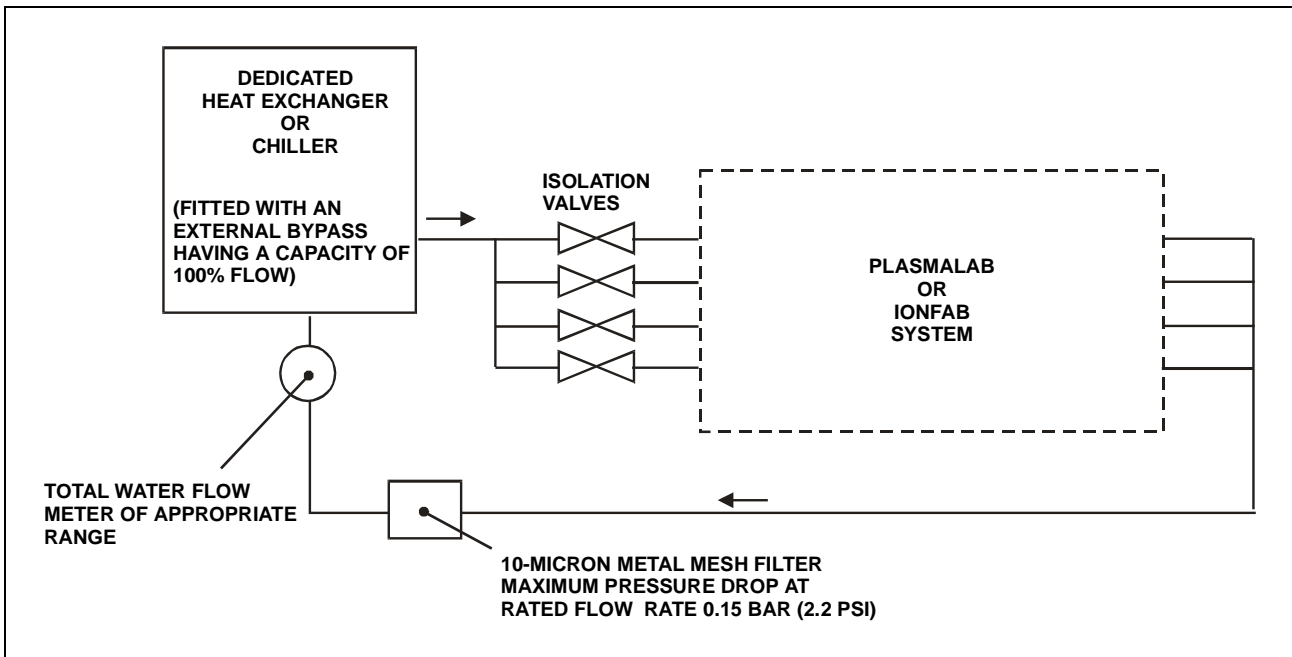 DEDICATED
HEAT EXCHANGER
OR
CHILLER
(FITTED WITH AN
EXTERNAL BYPASS
HAVING A CAPACITY OF
100% FLOW)
ISOLATION
VALVES
PLASMALAB
OR
IONFAB
SYSTEM
TOTAL WATER FLOW
METER OF APPROPRIATE
RANGE
10-MICRON METAL MESH FILTER
MAXIMUM PRESSURE DROP AT
RATED FLOW RATE 0.15 BAR (2.2 PSI)